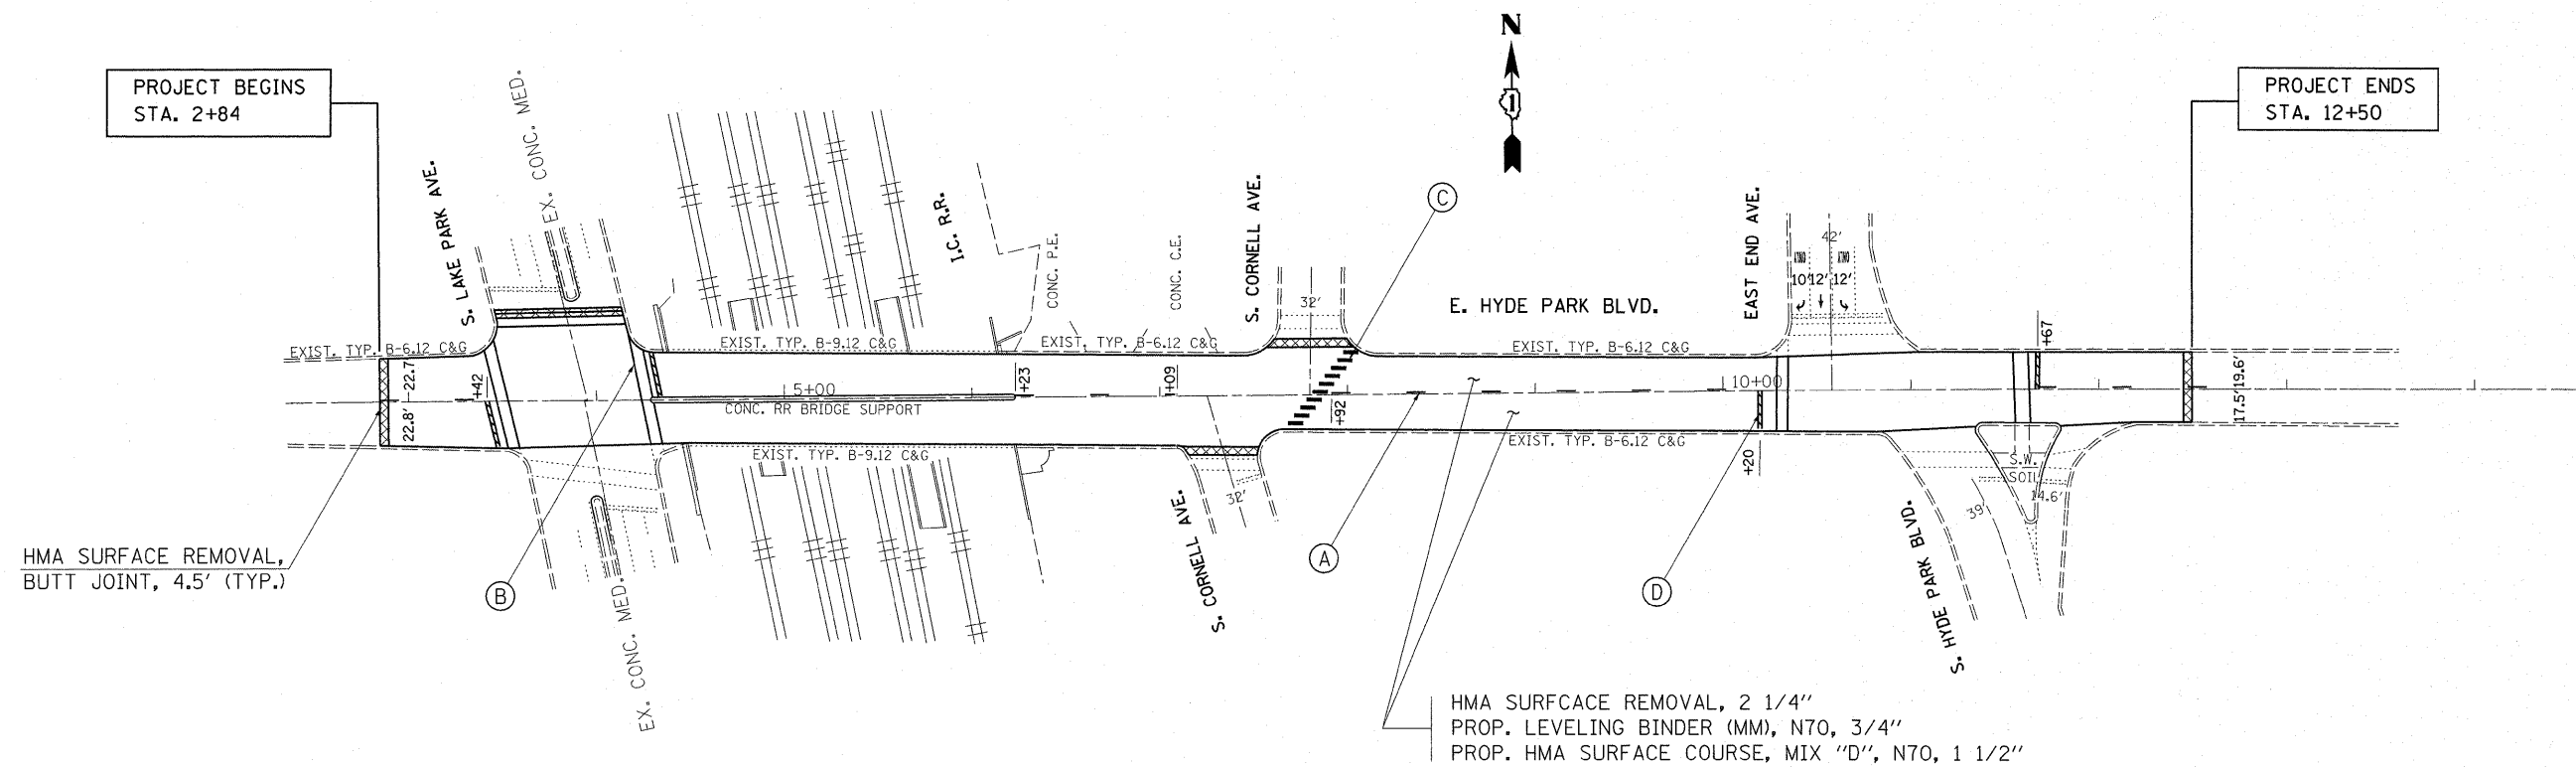 N
1
PROJECT BEGINS
STA. 2+84
PROJECT ENDS
STA. 12+50
EX. CONC. MED.
S. LAKE PARK AVE.
I.C. R.R.
CONC. P.E.
CONC. C.E.
S. CORNELL AVE.
C
E. HYDE PARK BLVD.
EAST END AVE.
42'
ONLY
ONLY
10'
12'
12'
32'
+67
EXIST. TYP. B-6.12 C&G
EXIST. TYP. B-9.12 C&G
EXIST. TYP. B-6.12 C&G
EXIST. TYP. B-6.12 C&G
22.7'
22.8'
+42
5+00
CONC. RR BRIDGE SUPPORT
+23
+09
+92
10+00
+20
19.6'
17.5'
EXIST. TYP. B-9.12 C&G
EXIST. TYP. B-6.12 C&G
S.W.
SOIL
14.6'
39'
32'
S. CORNELL AVE.
S. HYDE PARK BLVD.
EX. CONC. MED.
A
B
D
HMA SURFACE REMOVAL,
BUTT JOINT, 4.5' (TYP.)
HMA SURFCACE REMOVAL, 2 1/4"
PROP. LEVELING BINDER (MM), N70, 3/4"
PROP. HMA SURFACE COURSE, MIX "D", N70, 1 1/2"